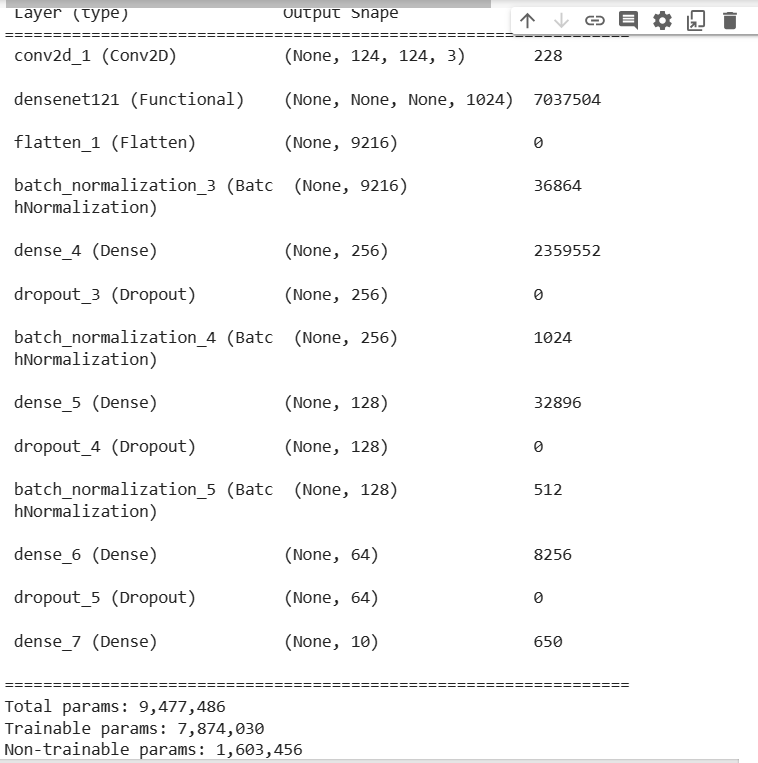 Layer (type) Output Shape
=================================================================
conv2d_1 (Conv2D) (None, 124, 124, 3) 228
densenet121 (Functional) (None, None, None, 1024) 7037504
flatten_1 (Flatten) (None, 9216) 0
batch_normalization_3 (Batc (None, 9216) 36864
hNormalization)
dense_4 (Dense) (None, 256) 2359552
dropout_3 (Dropout) (None, 256) 0
batch_normalization_4 (Batc (None, 256) 1024
hNormalization)
dense_5 (Dense) (None, 128) 32896
dropout_4 (Dropout) (None, 128) 0
batch_normalization_5 (Batc (None, 128) 512
hNormalization)
dense_6 (Dense) (None, 64) 8256
dropout_5 (Dropout) (None, 64) 0
dense_7 (Dense) (None, 10) 650
=================================================================
Total params: 9,477,486
Trainable params: 7,874,030
Non-trainable params: 1,603,456